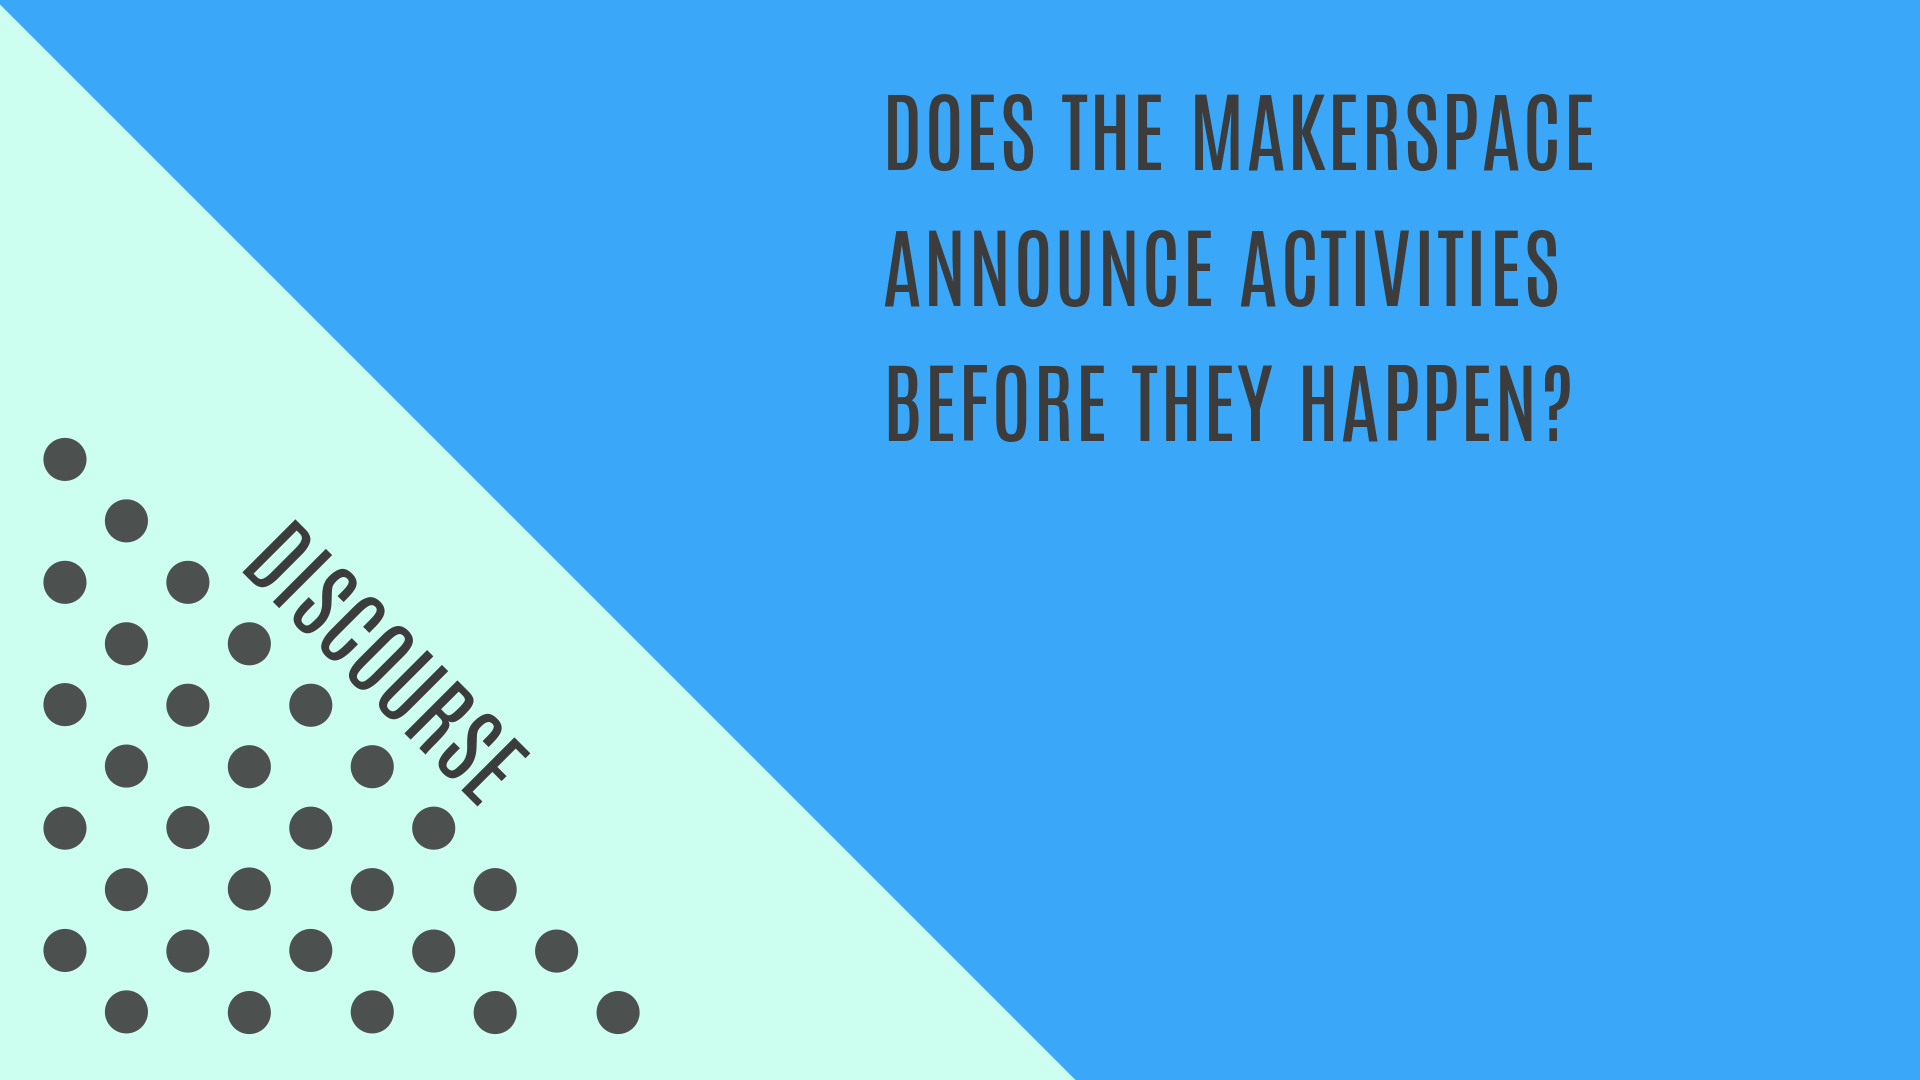 DOES THE MAKERSPACE
ANNOUNCE ACTIVITIES
BEFORE THEY HAPPEN?
DISCOURSE